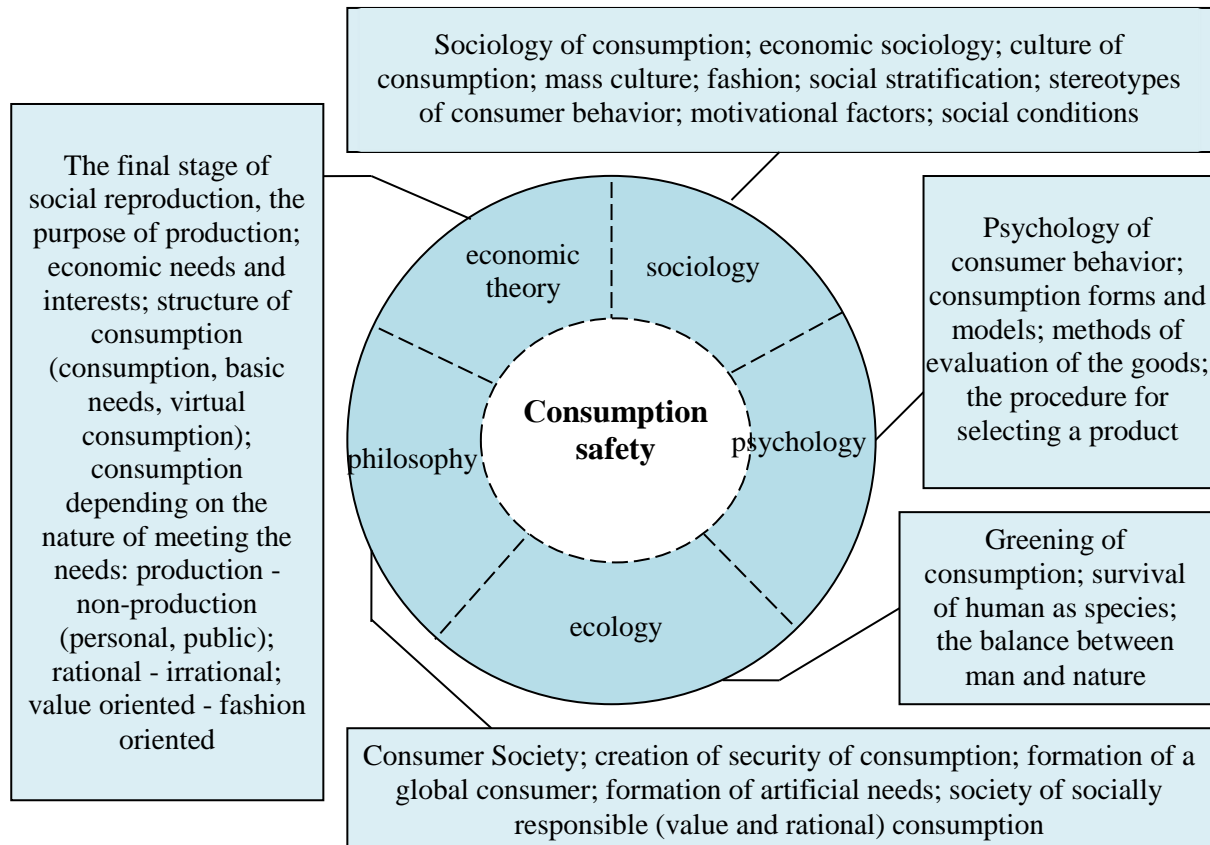 Sociology of consumption; economic sociology; culture of
consumption; mass culture; fashion; social stratification; stereotypes
of consumer behavior; motivational factors; social conditions
The final stage of
social reproduction, the
purpose of production;
economic needs and
interests; structure of
consumption
(consumption, basic
needs, virtual
consumption);
consumption
depending on the
nature of meeting the
needs: production -
non-production
(personal, public);
rational - irrational;
value oriented - fashion
oriented
economic
theory
sociology
philosophy
Consumption
safety
psychology
ecology
Psychology of
consumer behavior;
consumption forms and
models; methods of
evaluation of the goods;
the procedure for
selecting a product
Greening of
consumption; survival
of human as species;
the balance between
man and nature
Consumer Society; creation of security of consumption; formation of a
global consumer; formation of artificial needs; society of socially
responsible (value and rational) consumption